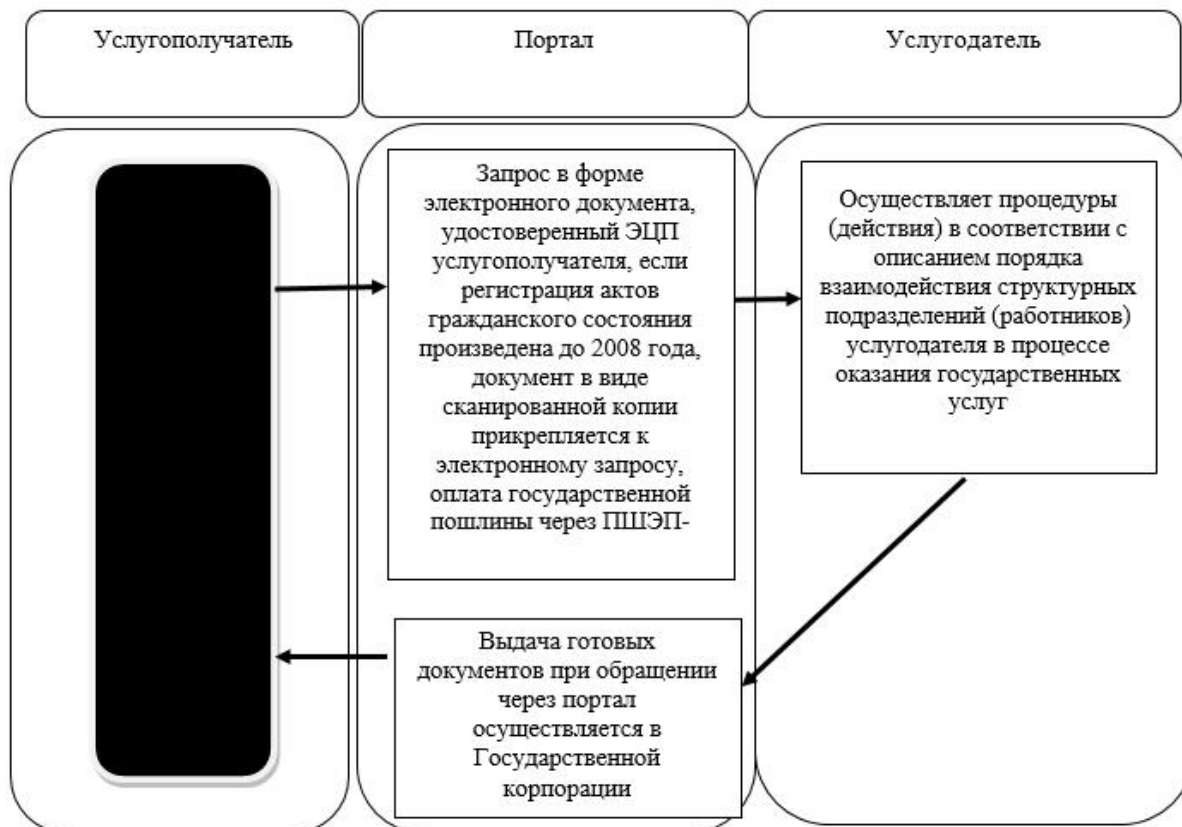 Услугополучатель
Портал
Услугодатель
Запрос в форме
электронного документа,
удостоверенный ЭЦП
услугополучателя, если
регистрация актов
гражданского состояния
произведена до 2008 года,
документ в виде
сканированной копии
прикрепляется к
электронному запросу,
оплата государственной
пошлины через ПШЭП-
Осуществляет процедуры
(действия) в соответствии с
описанием порядка
взаимодействия структурных
подразделений (работников)
услугодателя в процессе
оказания государственных
услуг
Выдача готовых
документов при обращении
через портал
осуществляется в
Государственной
корпорации